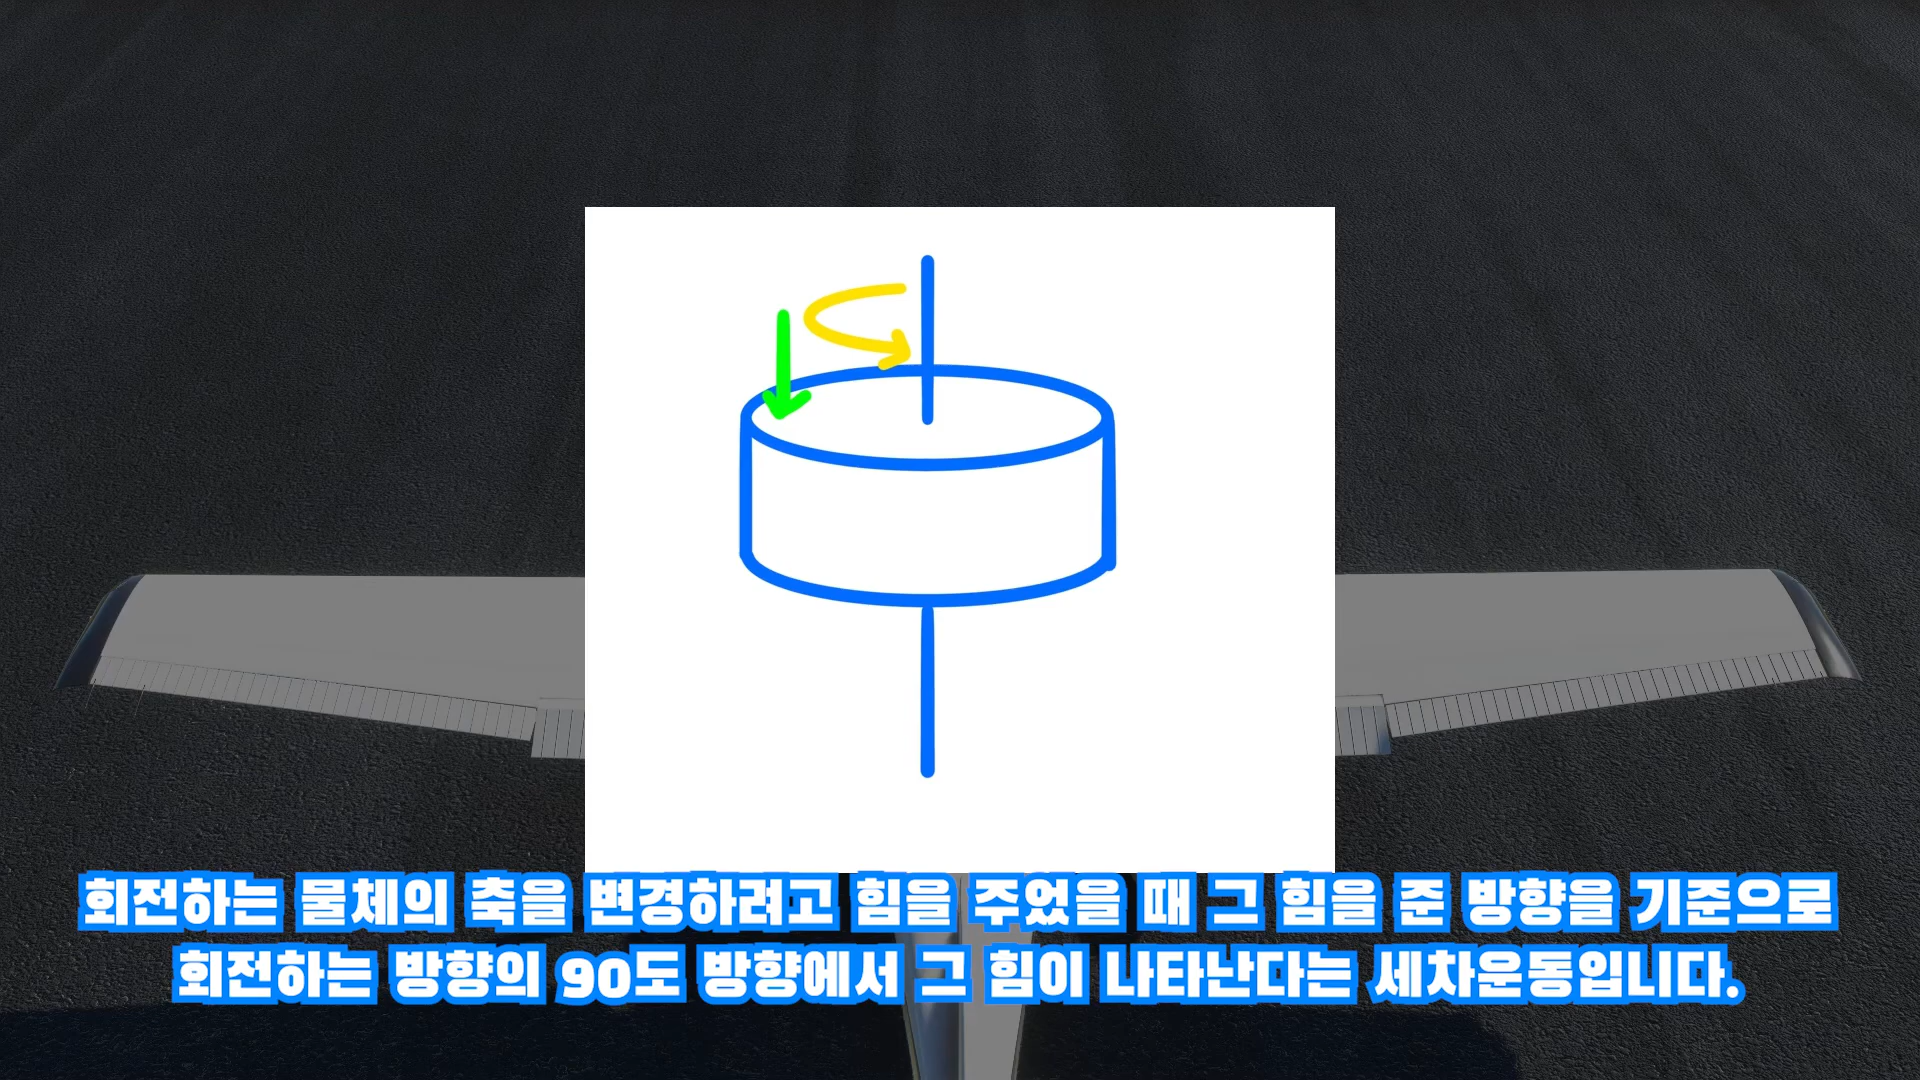 회전하는 물체의 축을 변경하려고 힘을 주었을 때 그 힘을 준 방향을 기준으로
회전하는 방향의 90도 방향에서 그 힘이 나타난다는 세차운동입니다.